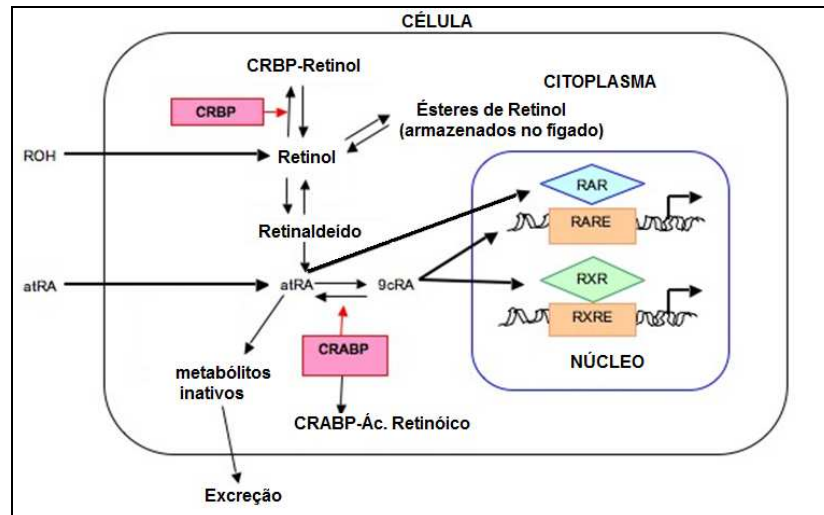 CÉLULA
CRBP-Retinol
CITOPLASMA
CRBP
Ésteres de Retinol
(armazenados no fígado)
ROH
Retinol
RAR
RARE
Retinaldeído
RXR
RXRE
atRA
atRA
9cRA
NÚCLEO
CRABP
metabólitos
inativos
CRABP-Ác. Retinóico
Excreção